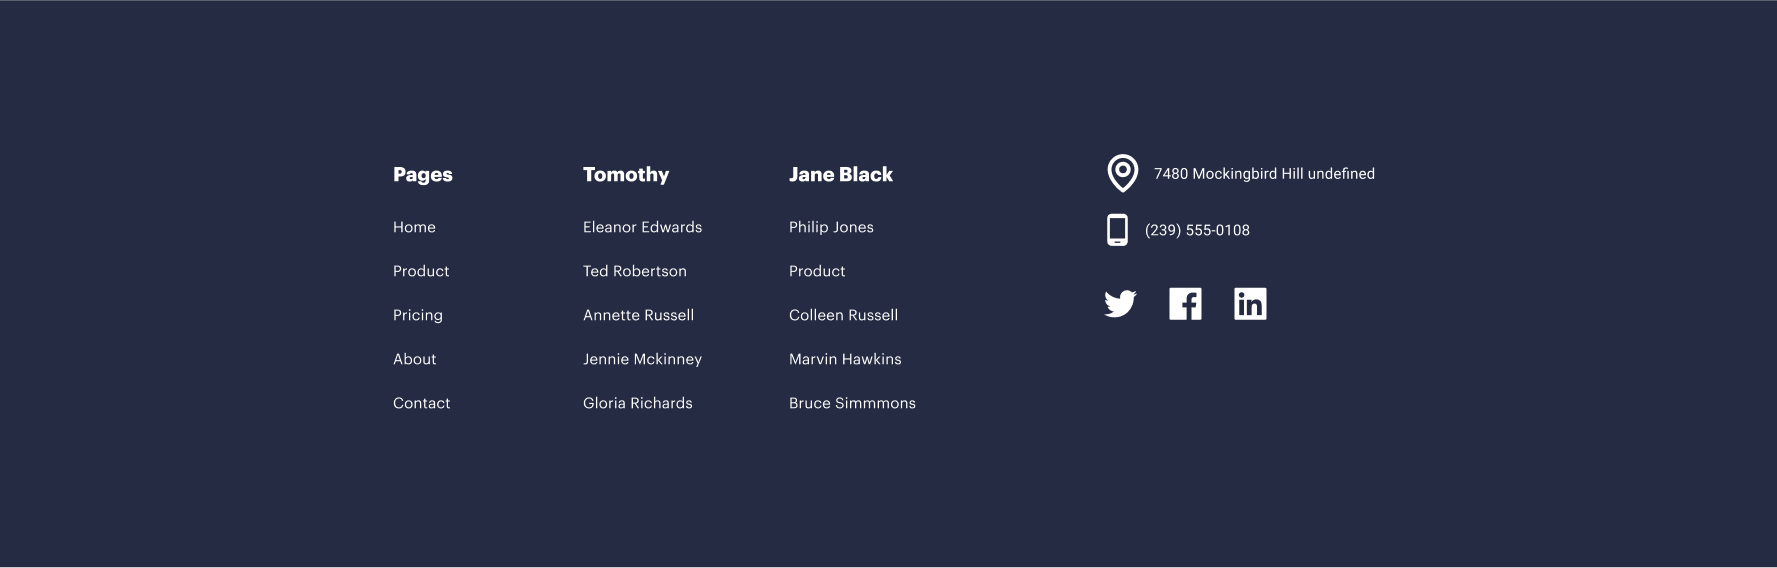 Pages
Home
Product
Pricing
About
Contact
Tomothy
Eleanor Edwards
Ted Robertson
Annette Russell
Jennie Mckinney
Gloria Richards
Jane Black
Philip Jones
Product
Colleen Russell
Marvin Hawkins
Bruce Simmmons
7480 Mockingbird Hill undefined
(239) 555-0108